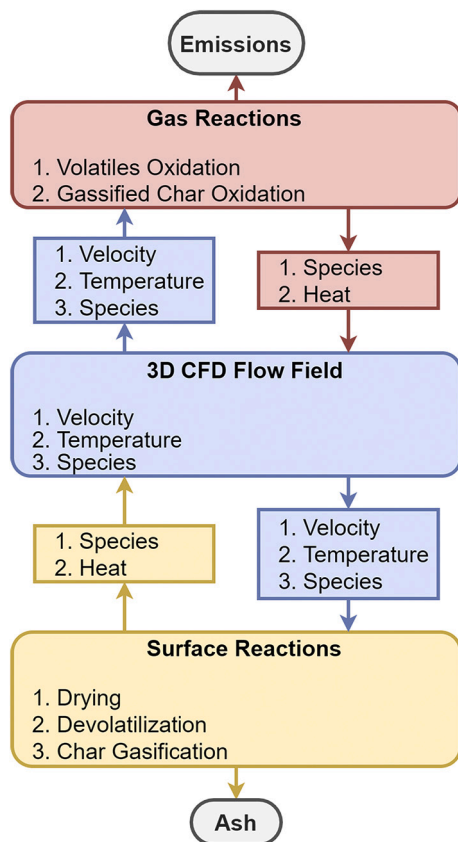 Emissions
Gas Reactions
1. Volatiles Oxidation
2. Gassified Char Oxidation
1. Velocity
2. Temperature
3. Species
1. Species
2. Heat
3D CFD Flow Field
1. Velocity
2. Temperature
3. Species
1. Species
2. Heat
1. Velocity
2. Temperature
3. Species
Surface Reactions
1. Drying
2. Devolatilization
3. Char Gasification
Ash